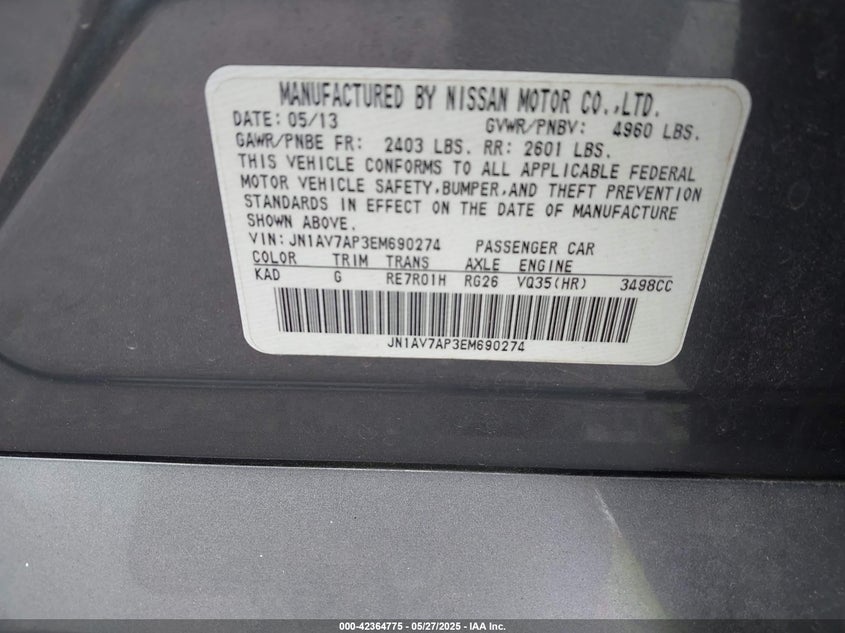 MANUFACTURED BY NISSAN MOTOR CO.,LTD.
DATE: 05/13 GVWR/PNBV: 4960 LBS.
GAWR/PNBE FR: 2403 LBS. RR: 2601 LBS.
THIS VEHICLE CONFORMS TO ALL APPLICABLE FEDERAL
MOTOR VEHICLE SAFETY,BUMPER,AND THEFT PREVENTION
STANDARDS IN EFFECT ON THE DATE OF MANUFACTURE
SHOWN ABOVE.
VIN: JN1AV7AP3EM690274 PASSENGER CAR
COLOR TRIM TRANS AXLE ENGINE
KAD G RE7R01H RG26 VQ35(HR) 3498CC
JN1AV7AP3EM690274
000-42364775 - 05/27/2025 - IAA Inc.